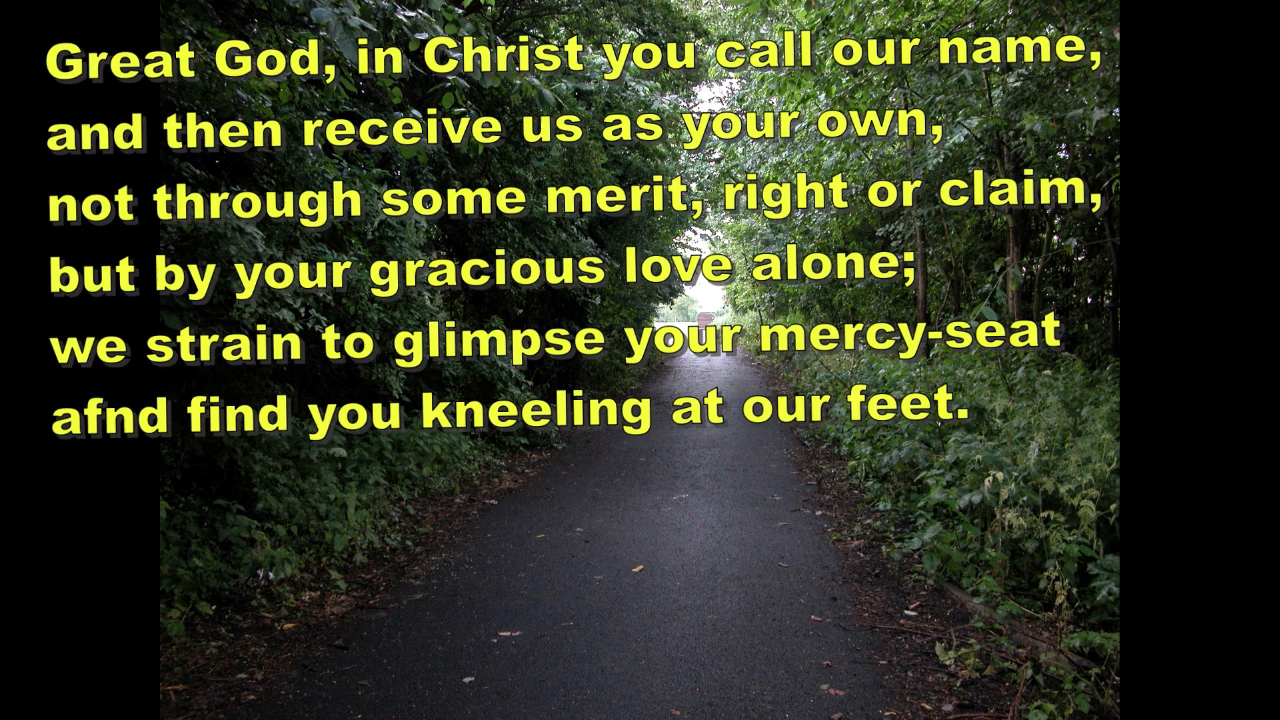 Great God, in Christ you call our name,
and then receive us as your own,
not through some merit, right or claim,
but by your gracious love alone;
we strain to glimpse your mercy-seat
afnd find you kneeling at our feet.